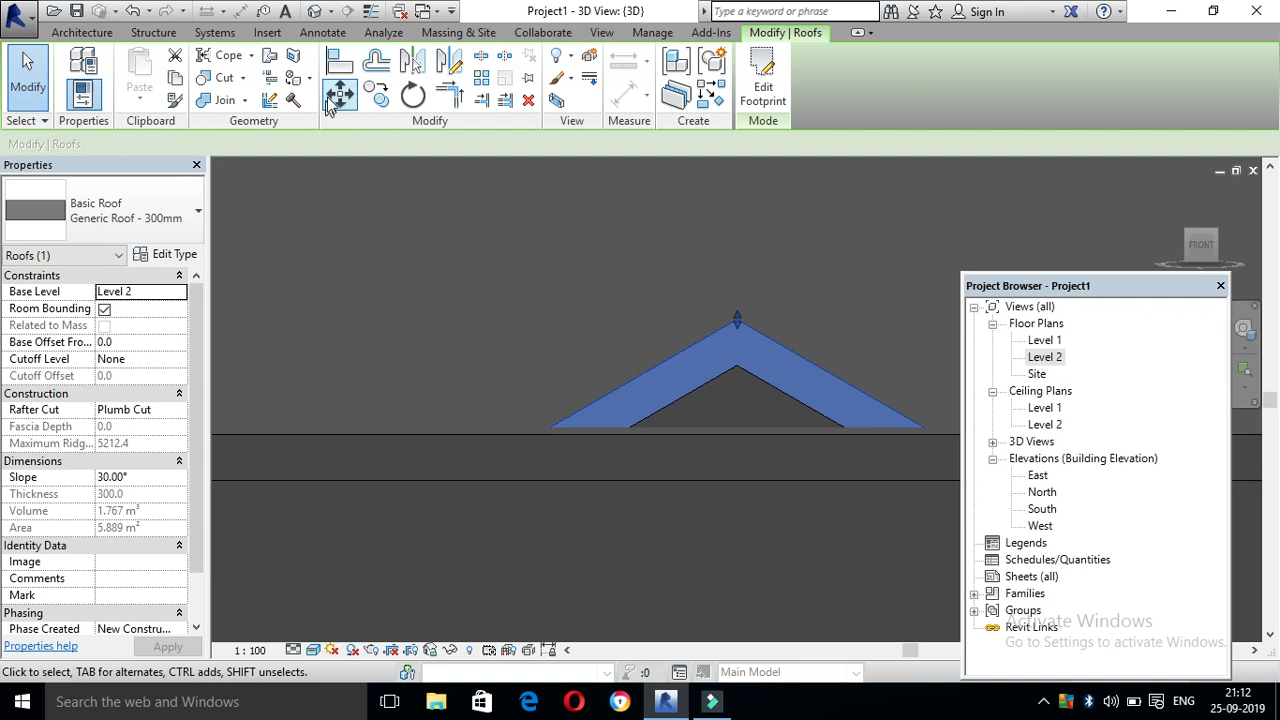 Project1 - 3D View: {3D}
Type a keyword or phrase
Sign In
Architecture Structure Systems Insert Annotate Analyze Massing & Site Collaborate View Manage Add-Ins Modify | Roofs
Modify
Paste
Cope
Cut
Join
Edit
Footprint
Select Properties Clipboard Geometry Modify View Measure Create Mode
Modify | Roofs
Properties
Basic Roof
Generic Roof - 300mm
Roofs (1)
Edit Type
Constraints
Base Level Level 2
Room Bounding
Related to Mass
Base Offset Fro... 0.0
Cutoff Level None
Cutoff Offset 0.0
Construction
Rafter Cut Plumb Cut
Fascia Depth 0.0
Maximum Ridg... 5212.4
Dimensions
Slope 30.00°
Thickness 300.0
Volume 1.767 m³
Area 5.889 m²
Identity Data
Image
Comments
Mark
Phasing
Phase Created New Constru...
Properties help
Apply
FRONT
Project Browser - Project1
Views (all)
Floor Plans
Level 1
Level 2
Site
Ceiling Plans
Level 1
Level 2
3D Views
Elevations (Building Elevation)
East
North
South
West
Legends
Schedules/Quantities
Sheets (all)
Families
Groups
Revit Links
Activate Windows
Go to Settings to activate Windows.
1 : 100
Click to select, TAB for alternates, CTRL adds, SHIFT unselects.
:0
Main Model
Search the web and Windows
ENG
21:12
25-09-2019